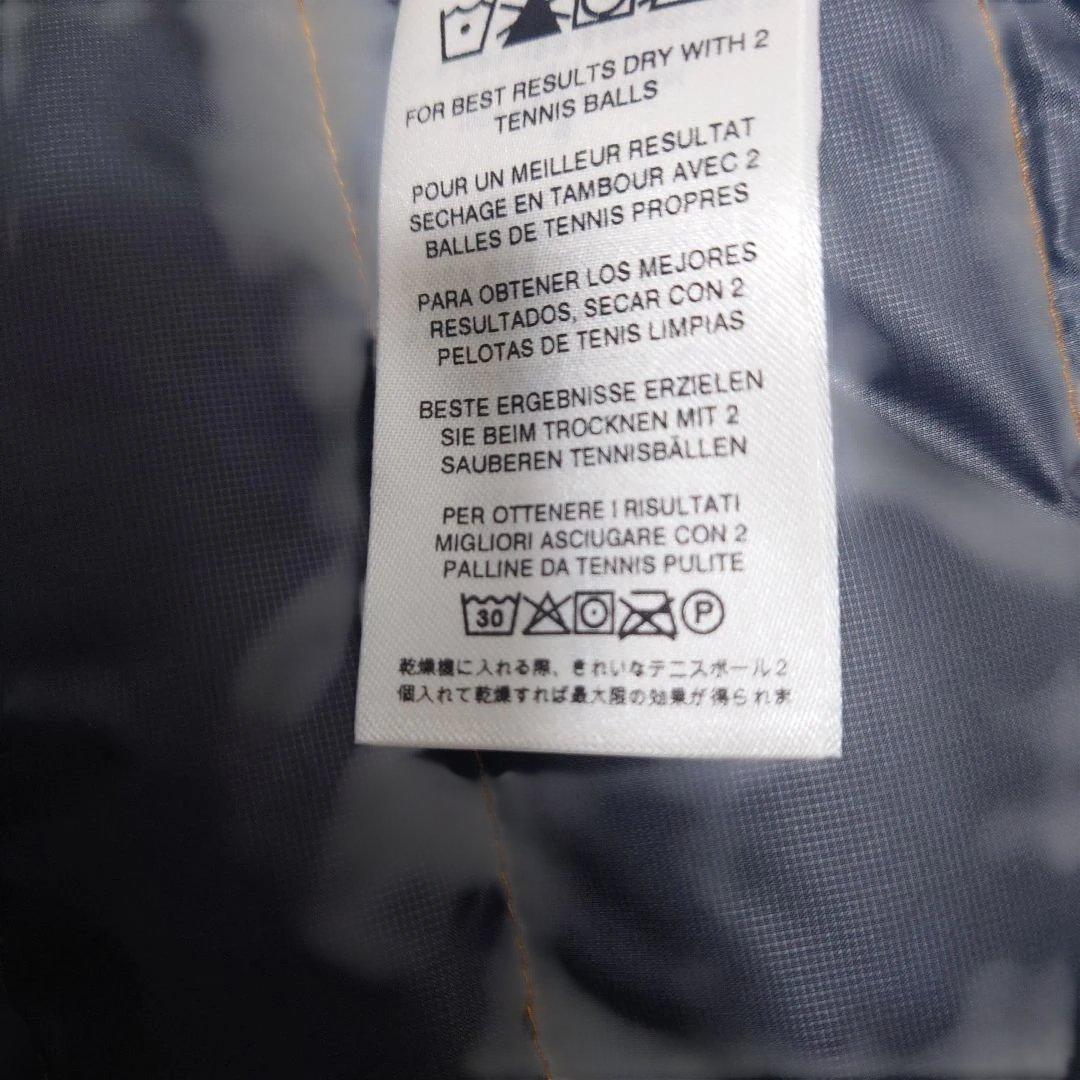 FOR BEST RESULTS DRY WITH 2
TENNIS BALLS
POUR UN MEILLEUR RESULTAT
SECHAGE EN TAMBOUR AVEC 2
BALLES DE TENNIS PROPRES
PARA OBTENER LOS MEJORES
RESULTADOS, SECAR CON 2
PELOTAS DE TENIS LIMPIAS
BESTE ERGEBNISSE ERZIELEN
SIE BEIM TROCKNEN MIT 2
SAUBEREN TENNISBÄLLEN
PER OTTENERE I RISULTATI
MIGLIORI ASCIUGARE CON 2
PALLINE DA TENNIS PULITE
30 P
乾燥機に入れる際、きれいなテニスボール2
個入れて乾燥すれば最大限の効果が得られま